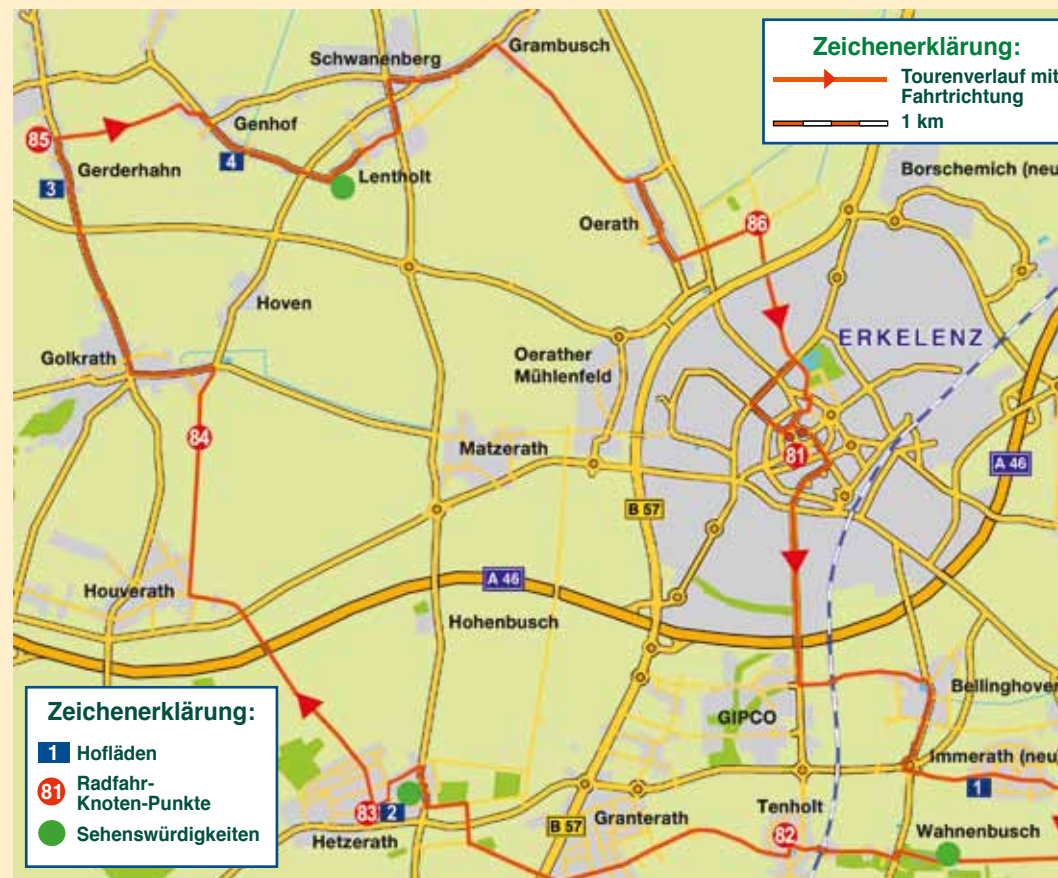 Schwanenberg
Grambusch
Zeichenerklärung:
Tourenverlauf mit
Fahrtrichtung
1 km
85
Genhof
4
Gerderhahn
3
Lentholt
Borschemich (neu
Oerath
86
Hoven
ERKELENZ
Golkrath
Oerather
Mühlenfeld
84
Matzerath
81
A 46
B 57
Houverath
A 46
Hohenbusch
Zeichenerklärung:
1 Hofläden
81 Radfahr-
Knoten-Punkte
Sehenswürdigkeiten
Bellinghoven
GIPCO
Immerath (neu)
1
83 2
Hetzerath
B 57
Granterath
Tenholt
82
Wahnenbusch